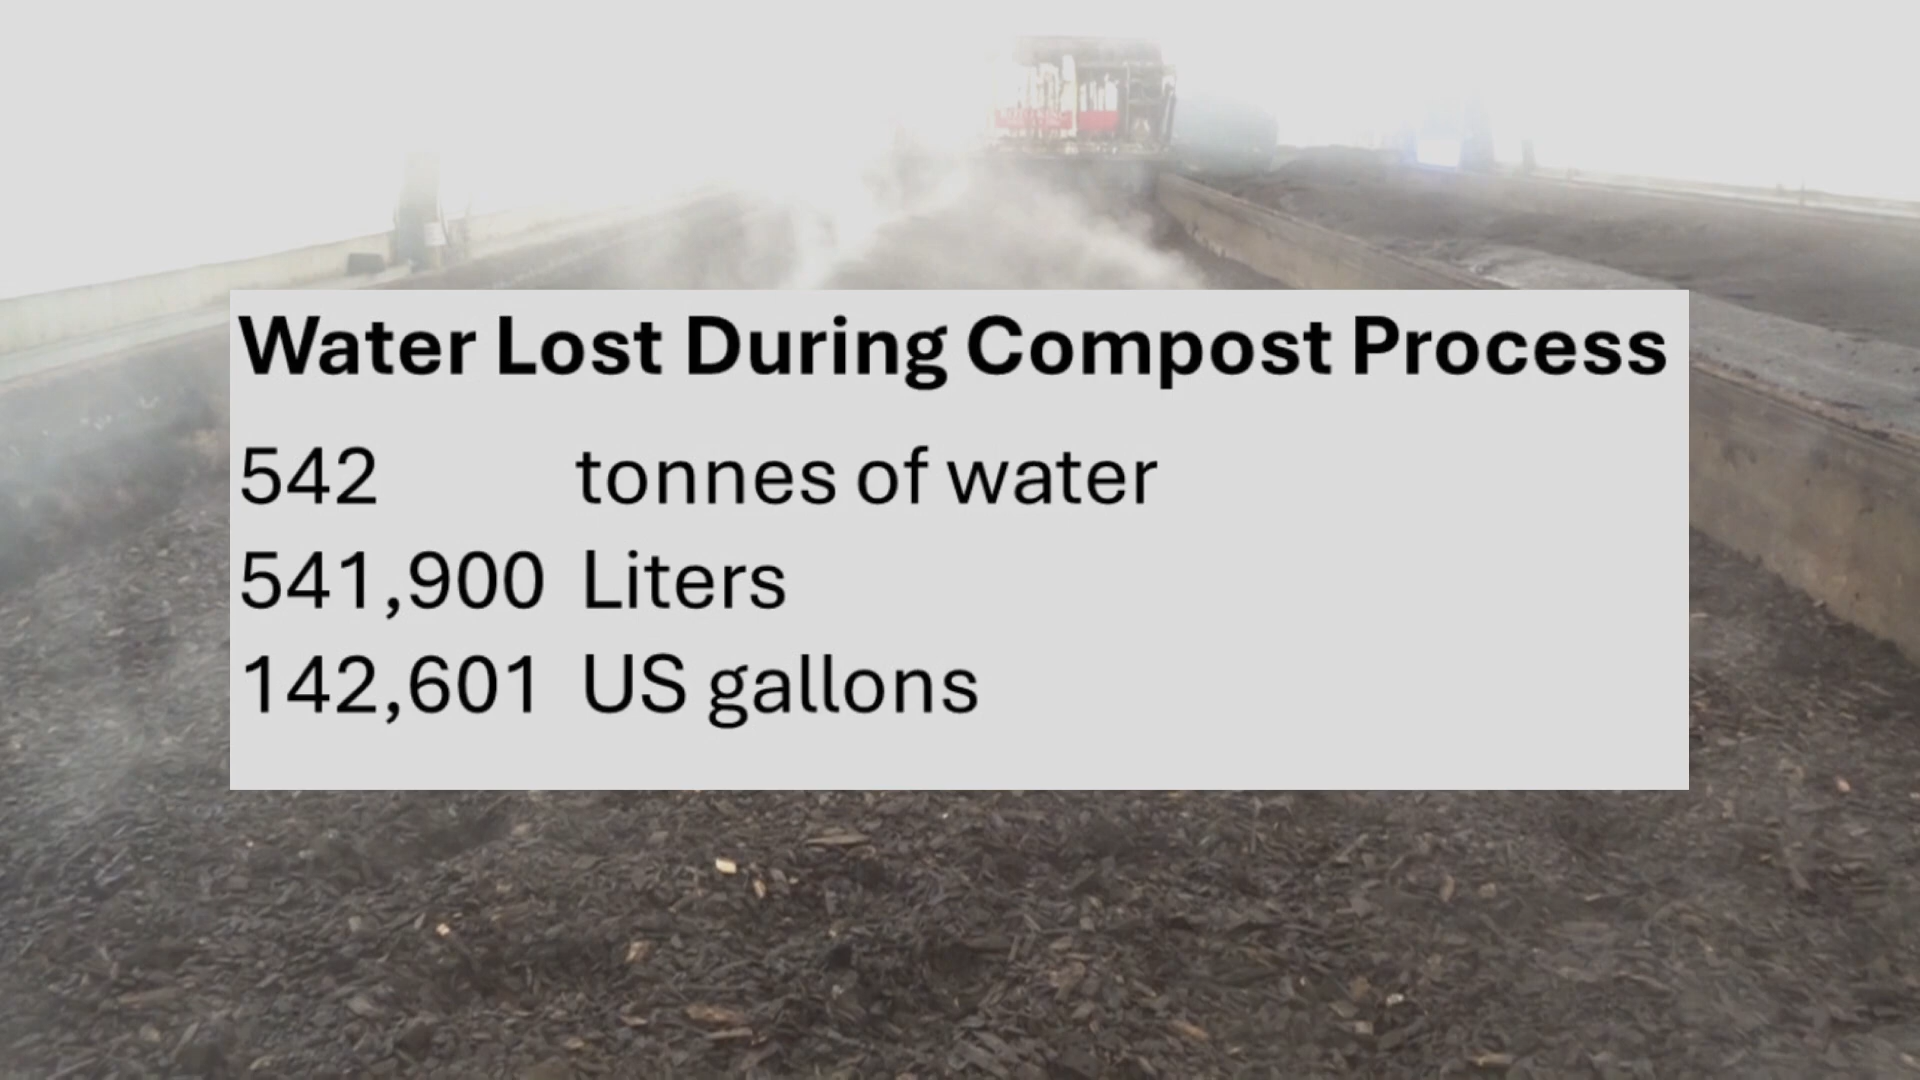 Water Lost During Compost Process
542 tonnes of water
541,900 Liters
142,601 US gallons